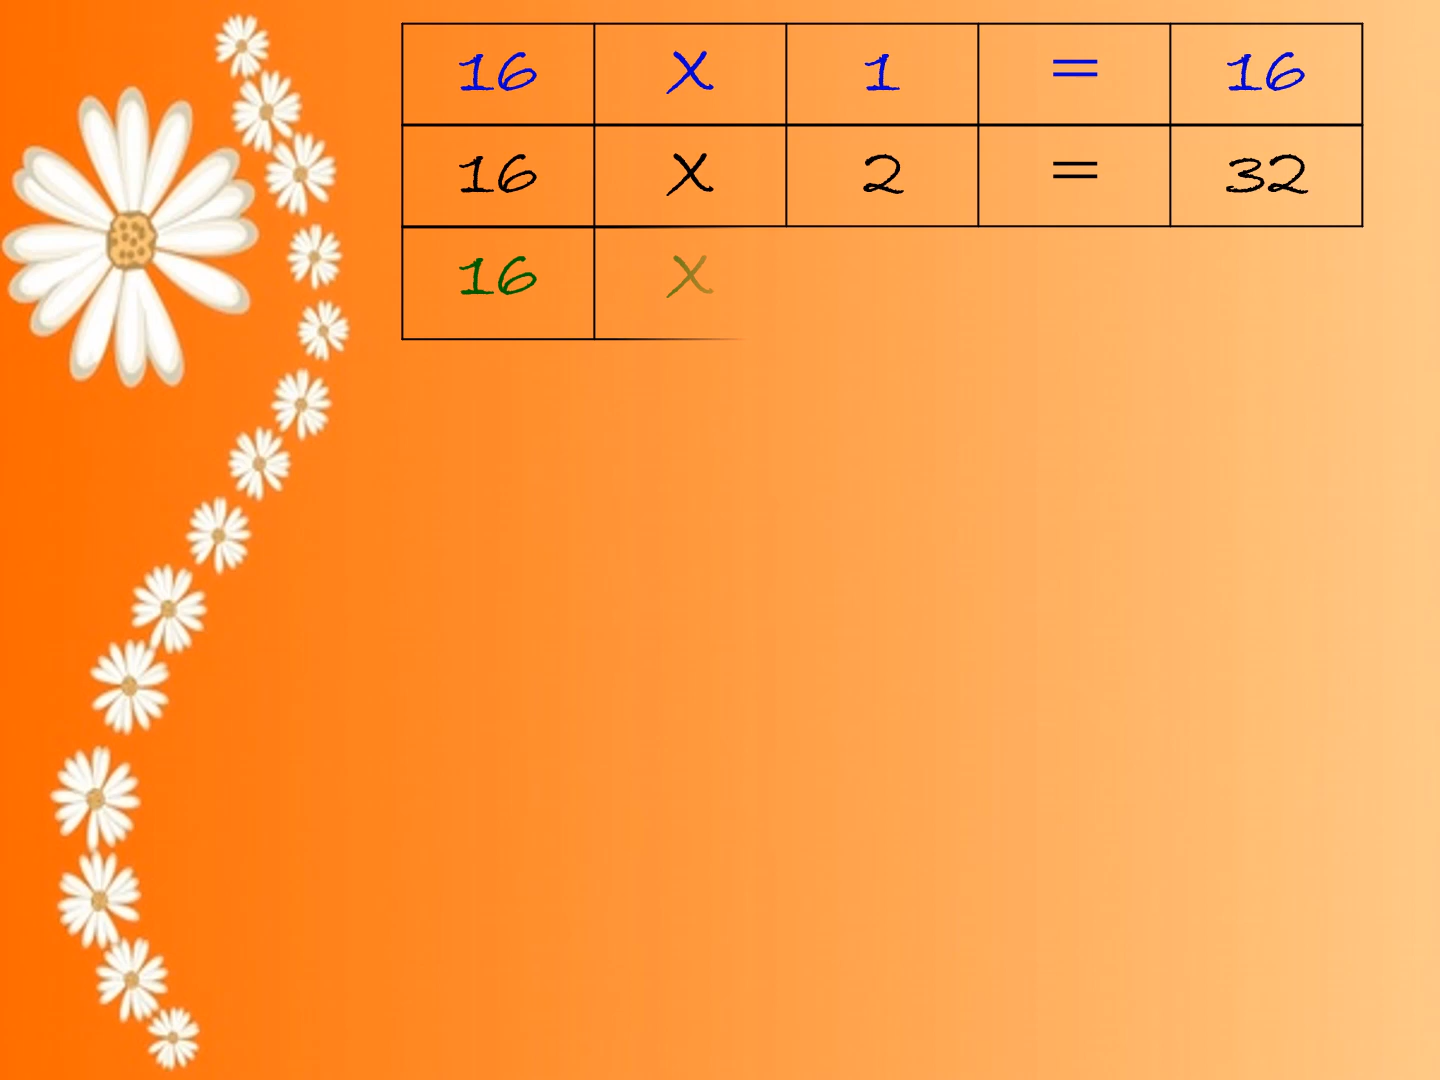 16 X 1 = 16
16 X 2 = 32
16 X